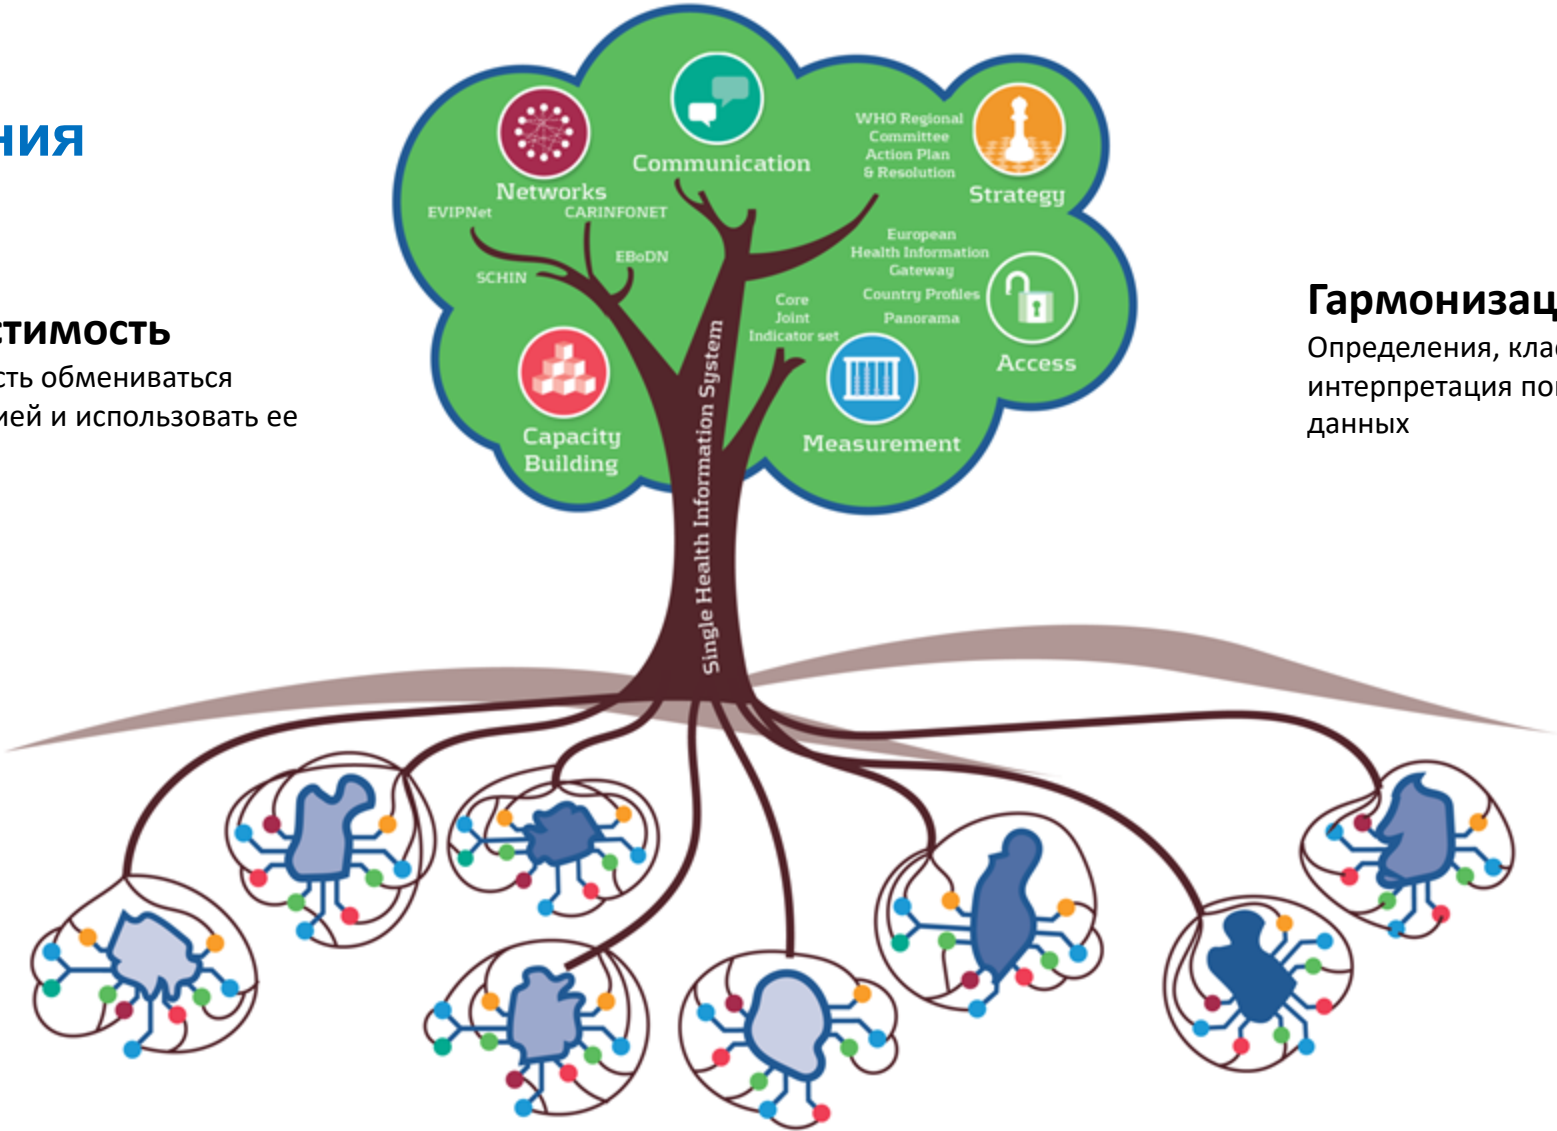 ния
стимость
сть обмениваться
ией и использовать ее
Networks
EVIPNet
CARINFONET
SCHIN
EBoDN
Communication
WHO Regional
Committee
Action Plan
& Resolution
Strategy
European
Health Information
Gateway
Country Profiles
Panorama
Access
Core
Joint
Indicator set
Measurement
Capacity
Building
Single Health Information System
Гармонизац
Определения, клас
интерпретация по
данных